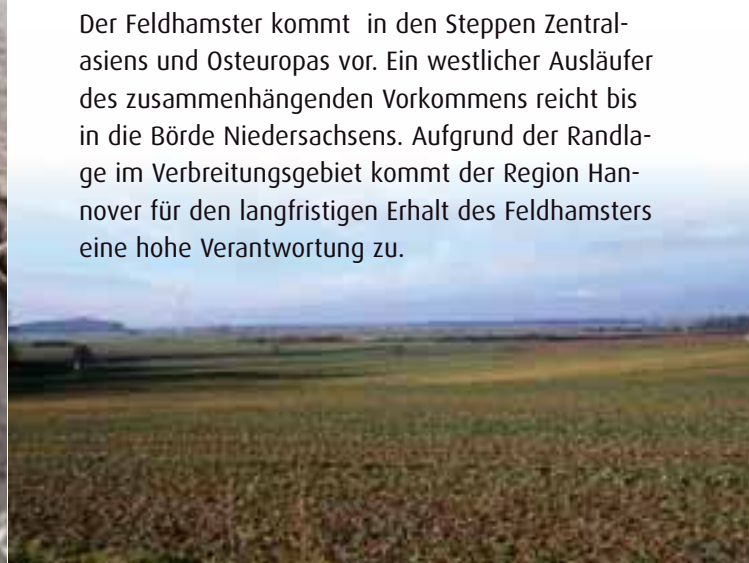 Der Feldhamster kommt  in den Steppen Zentral-
asiens und Osteuropas vor. Ein westlicher Ausläufer
des zusammenhängenden Vorkommens reicht bis
in die Börde Niedersachsens. Aufgrund der Randla-
ge im Verbreitungsgebiet kommt der Region Han-
nover für den langfristigen Erhalt des Feldhamsters
eine hohe Verantwortung zu.